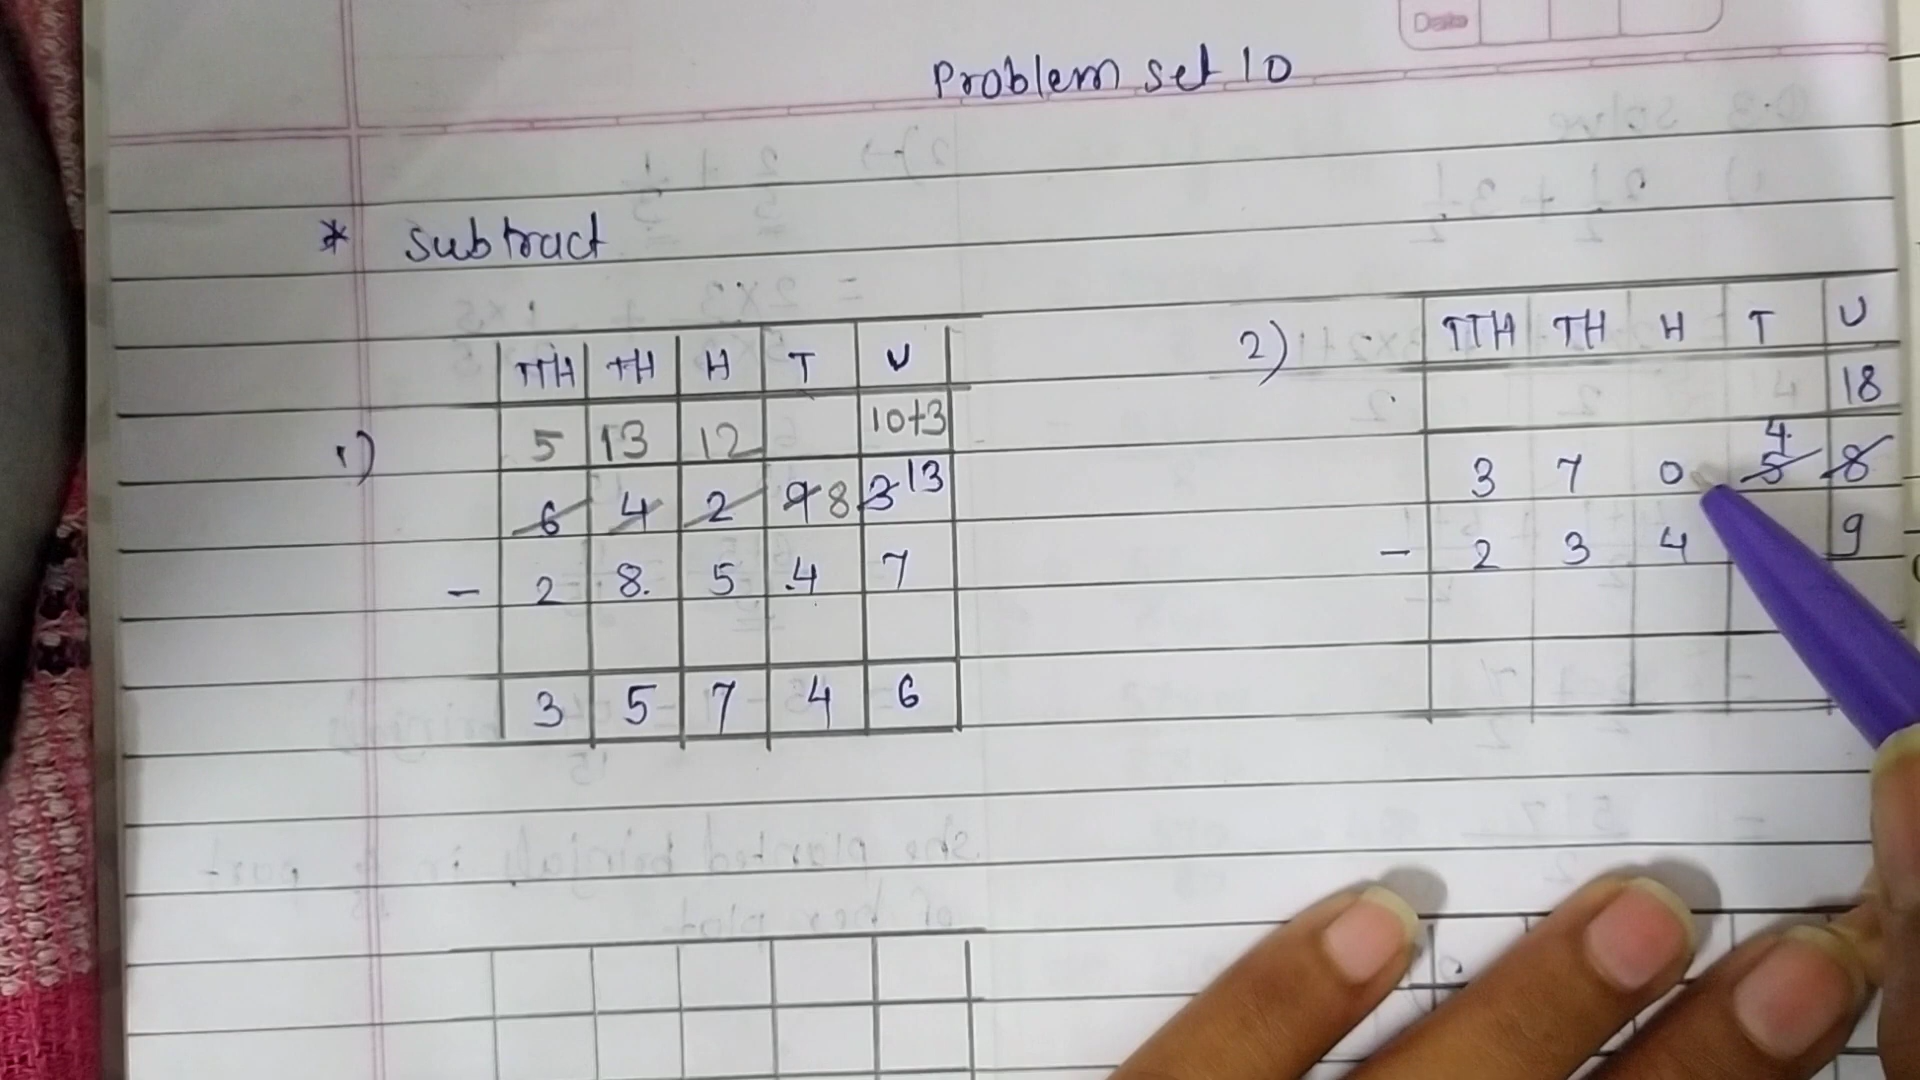 Date
Problem set 10
* Subtract
1)
TTH TH H T U
5 13 12 10+3
6 4 2 9 8 3 13
- 2 8. 5 .4 7
3 5 7 4 6
2)
TTH TH H T U
18
4
3 7 0 5 8
- 2 3 4 9